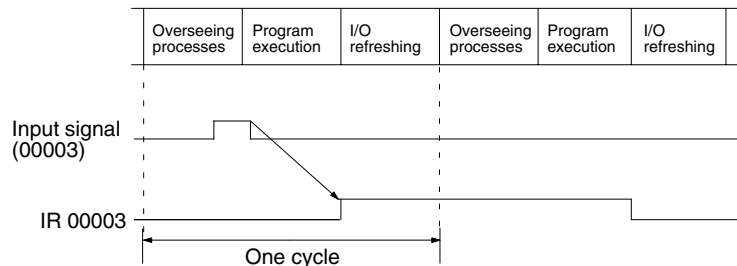 Overseeing processes
Program execution
I/O refreshing
Overseeing processes
Program execution
I/O refreshing
Input signal
(00003)
IR 00003
One cycle